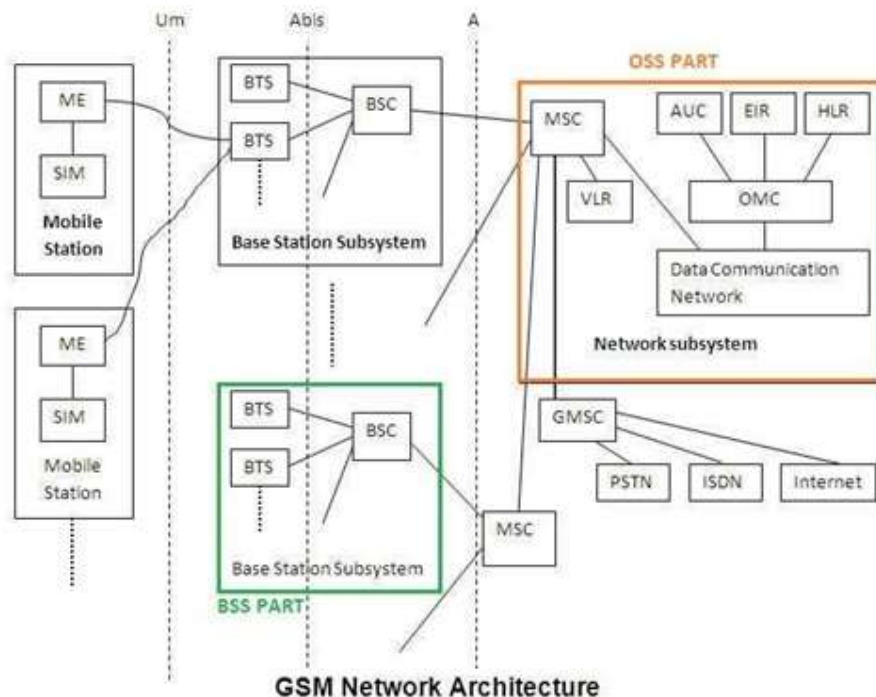 Um
Abis
A
ME
SIM
Mobile
Station
BTS
BTS
BSC
Base Station Subsystem
OSS PART
MSC
VLR
AUC
EIR
HLR
OMC
Data Communication
Network
Network subsystem
ME
SIM
Mobile
Station
BTS
BTS
BSC
Base Station Subsystem
BSS PART
GMSC
PSTN
ISDN
Internet
MSC
GSM Network Architecture